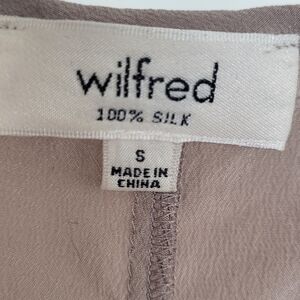 wilfred
100% SILK
S
MADE IN
CHINA